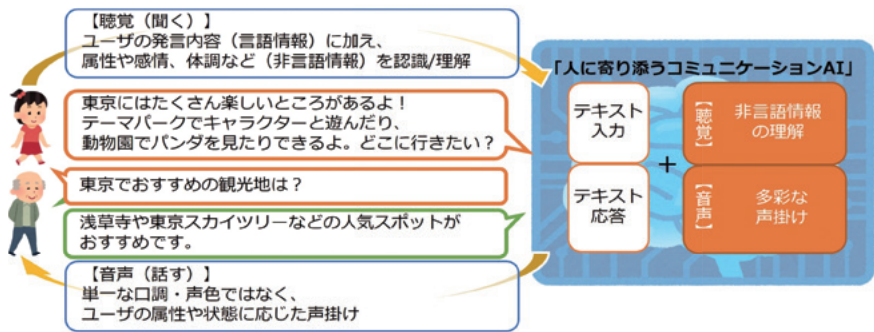 【聴覚（聞く）】
ユーザの発言内容（言語情報）に加え、
属性や感情、体調など（非言語情報）を認識/理解
東京にはたくさん楽しいところがあるよ！
テーマパークでキャラクターと遊んだり、
動物園でパンダを見たりできるよ。どこに行きたい？
東京でおすすめの観光地は？
浅草寺や東京スカイツリーなどの人気スポットが
おすすめです。
【音声（話す）】
単一な口調・声色ではなく、
ユーザの属性や状態に応じた声掛け
「人に寄り添うコミュニケーションAI」
テキスト
入力
+
【聴覚】
非言語情報
の理解
テキスト
応答
【音声】
多彩な
声掛け